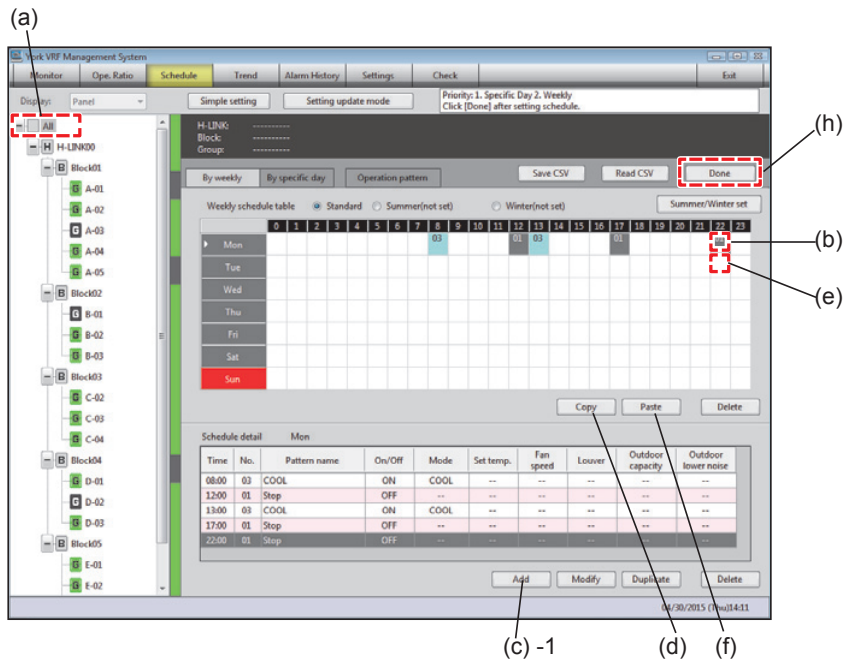 (a)
York VRF Management System
Monitor Ope. Ratio Schedule Trend Alarm History Settings Check Exit
Display: Panel Simple setting Setting update mode Priority: 1. Specific Day 2. Weekly
Click [Done] after setting schedule.
(h)
All
H H-LINK00
B Block01
G A-01
G A-02
G A-03
G A-04
G A-05
B Block02
G B-01
G B-02
G B-03
B Block03
G C-02
G C-03
G C-04
B Block04
G D-01
G D-02
G D-03
B Block05
G E-01
G E-02
H-LINK: ----------
Block: ----------
Group: ----------
By weekly By specific day Operation pattern Save CSV Read CSV Done
Weekly schedule table Standard Summer(not set) Winter(not set) Summer/Winter set
0 1 2 3 4 5 6 7 8 9 10 11 12 13 14 15 16 17 18 19 20 21 22 23
Mon 03 01 03 01
(b)
Tue
(e)
Wed
Thu
Fri
Sat
Sun
Copy Paste Delete
Schedule detail Mon
Time No. Pattern name On/Off Mode Set temp. Fan speed Louver Outdoor capacity Outdoor lower noise
08:00 03 COOL ON COOL -- -- -- -- --
12:00 01 Stop OFF -- -- -- -- -- --
13:00 03 COOL ON COOL -- -- -- -- --
17:00 01 Stop OFF -- -- -- -- -- --
22:00 01 Stop OFF -- -- -- -- -- --
Add Modify Duplicate Delete
04/30/2015 (Thu)14:11
(c) -1 (d) (f)